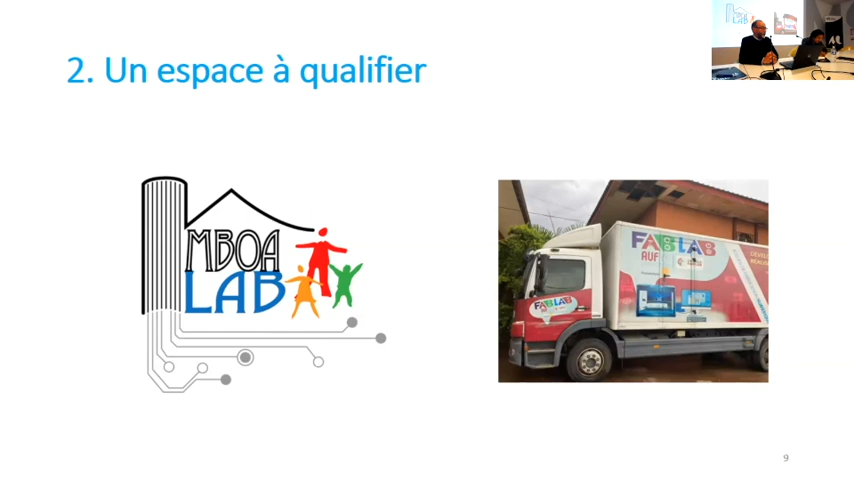 2. Un espace à qualifier
MBOA
LAB
FABLAB
AUF
FABLAB
9